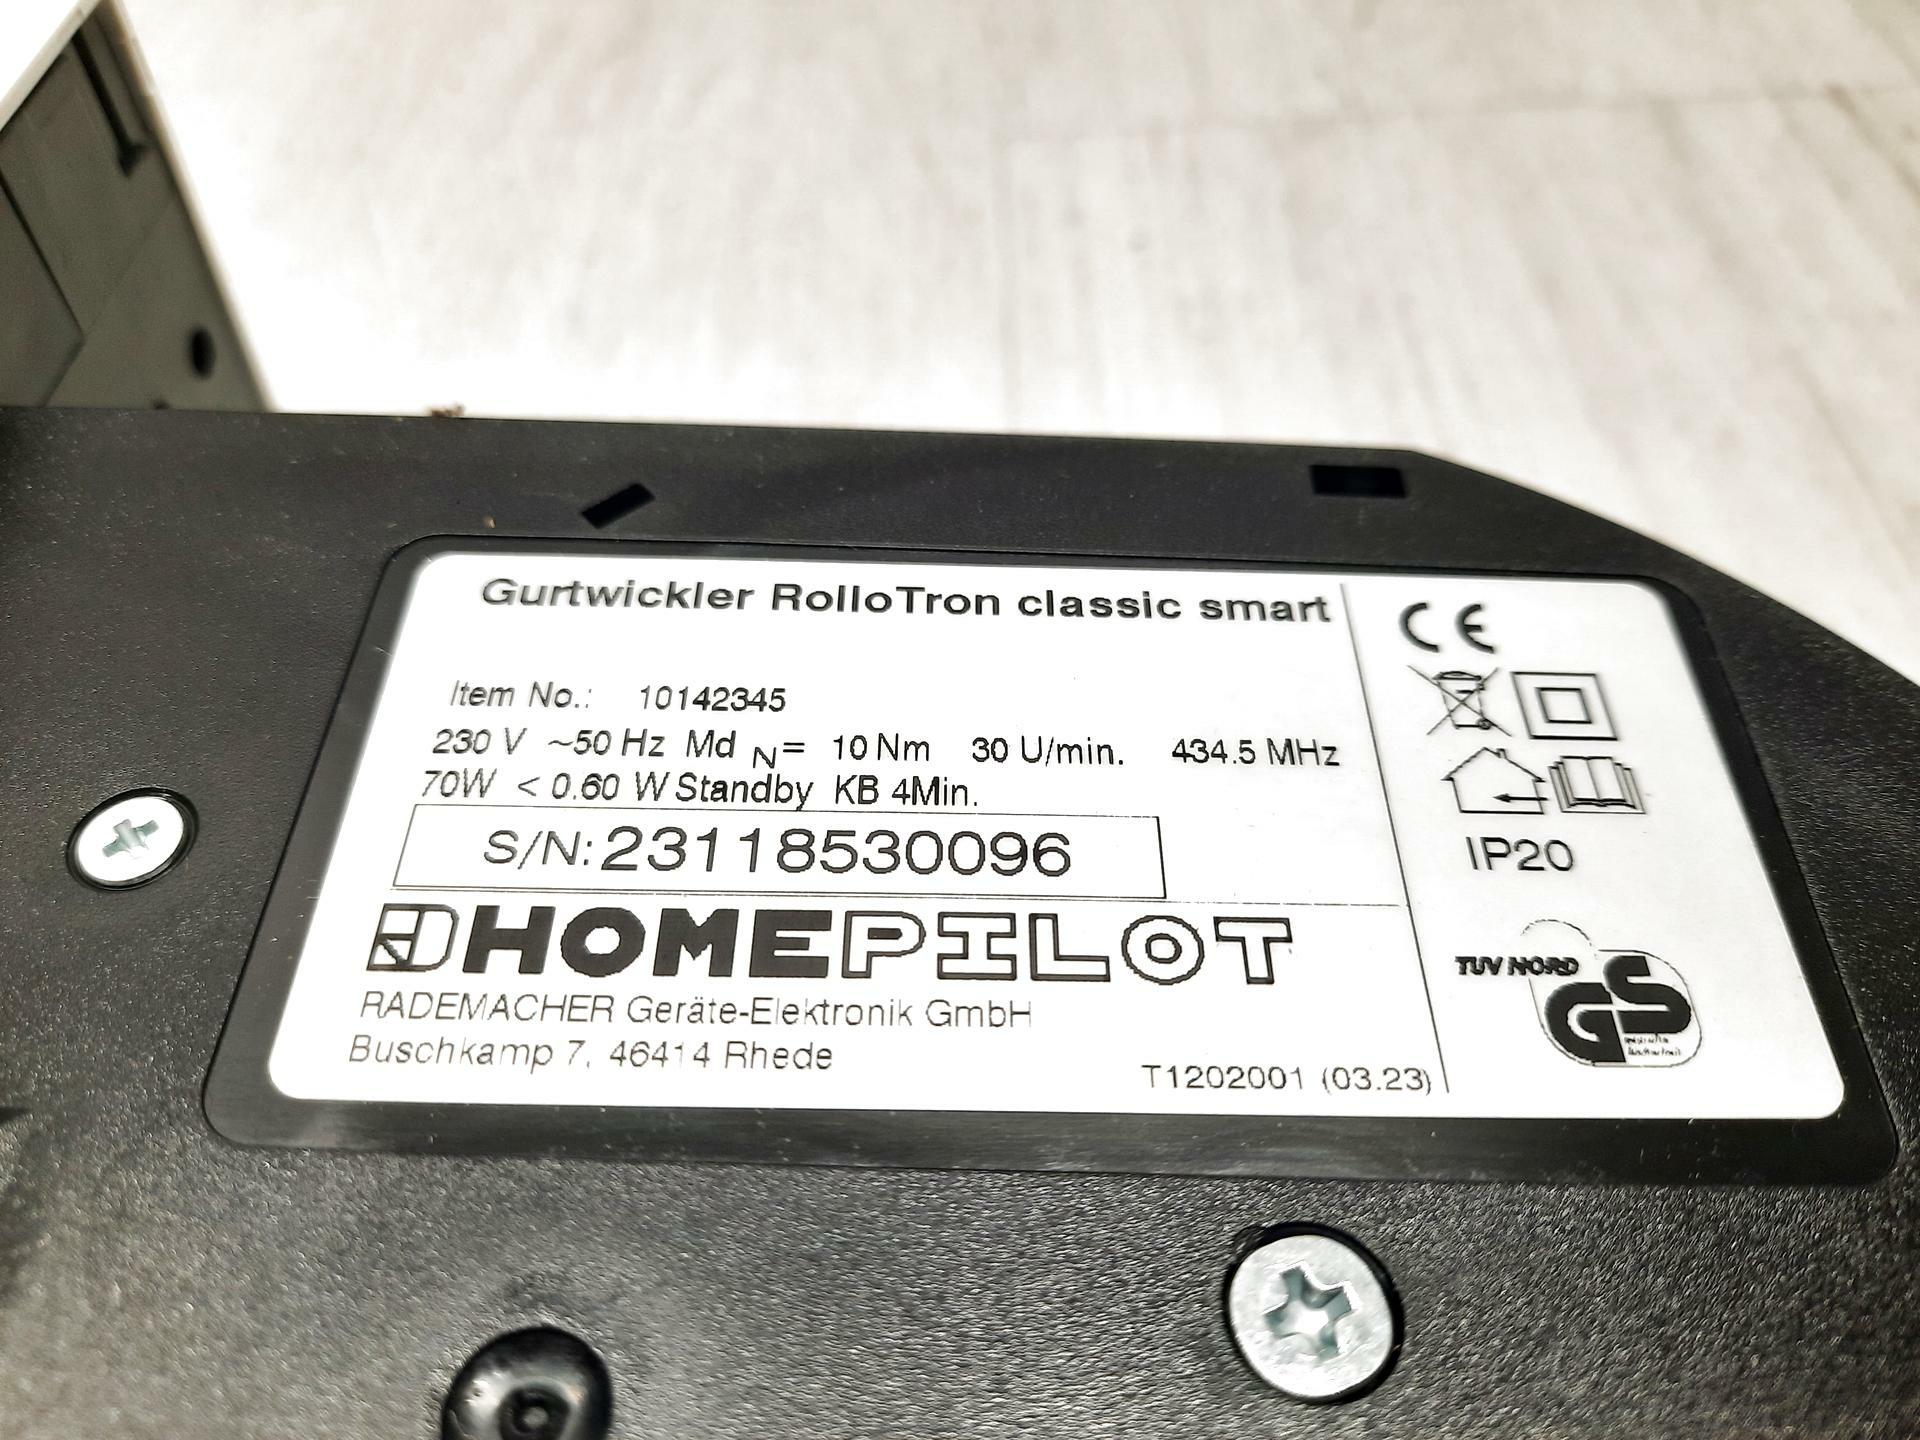 Gurtwickler RolloTron classic smart
Item No.: 10142345
230 V ~50 Hz Md N= 10 Nm 30 U/min. 434.5 MHz
70W < 0.60 W Standby KB 4Min.
S/N: 23118530096
HOMEPILOT
RADEMACHER Geräte-Elektronik GmbH
Buschkamp 7, 46414 Rhede
T1202001 (03.23)
CE
IP20
TUV NORD
GS